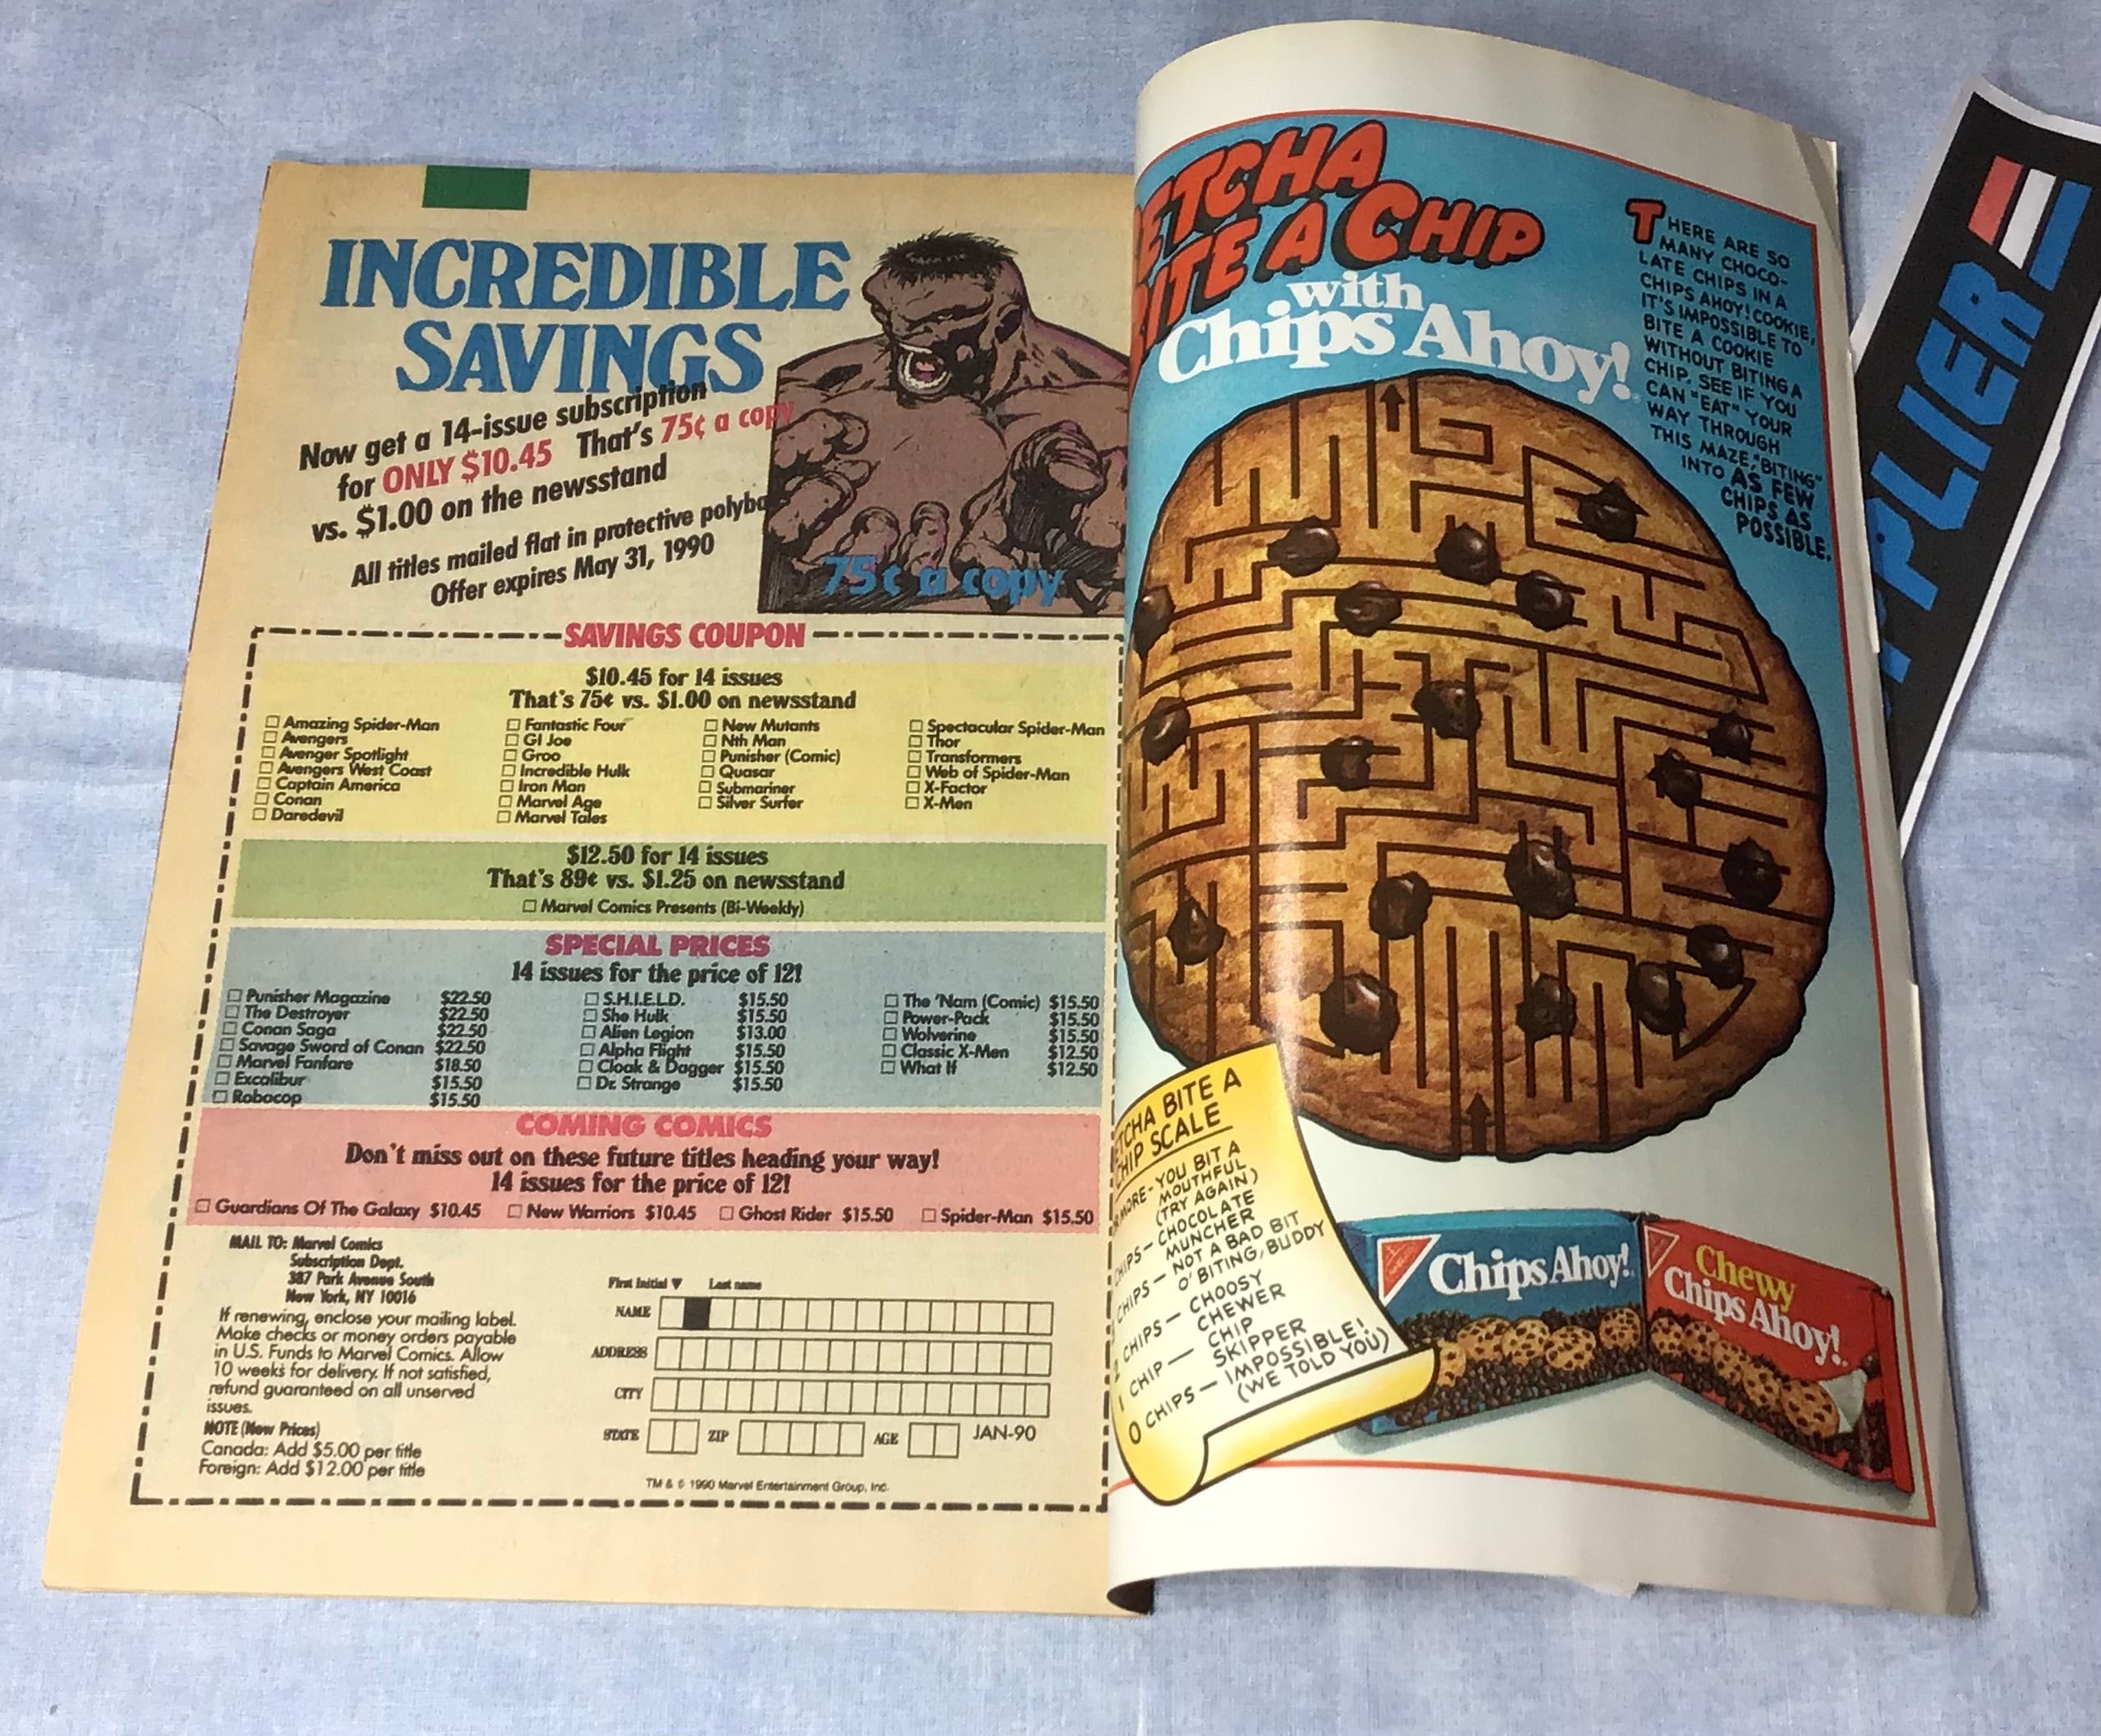 INCREDIBLE
SAVINGS
Now get a 14-issue subscription
for ONLY $10.45 That's 75¢ a copy
vs. $1.00 on the newsstand
All titles mailed flat in protective
Offer expires May 31, 1990
75¢ a copy
SAVINGS COUPON
$10.45 for 14 issues
That's 75¢ vs. $1.00 on newsstand
Amazing Spider-Man
Avengers
Avenger Spotlight
Avengers West Coast
Captain America
Conan
Daredevil
Fantastic Four
GI Joe
Groo
Incredible Hulk
Iron Man
Marvel Age
Marvel Tales
New Mutants
Nth Man
Punisher (Comic)
Quasar
Submariner
Silver Surfer
Spectacular Spider-Man
Thor
Transformers
Web of Spider-Man
X-Factor
X-Men
$12.50 for 14 issues
That's 89¢ vs. $1.25 on newsstand
Marvel Comics Presents (Bi-Weekly)
SPECIAL PRICES
14 issues for the price of 12!
Punisher Magazine $22.50
The Destroyer $22.50
Conan Saga $22.50
Savage Sword of Conan $22.50
Marvel Fanfare $18.50
Excalibur $15.50
Robocop $15.50
S.H.I.E.L.D. $15.50
She Hulk $15.50
Alien Legion $13.00
Alpha Flight $15.50
Cloak & Dagger $15.50
Dr. Strange $15.50
The 'Nam (Comic) $15.50
Power-Pack $15.50
Wolverine $15.50
Classic X-Men $12.50
What If $12.50
COMING COMICS
Don't miss out on these future titles heading your way!
14 issues for the price of 12!
Guardians Of The Galaxy $10.45 New Warriors $10.45 Ghost Rider $15.50 Spider-Man $15.50
MAIL TO: Marvel Comics
Subscription Dept.
387 Park Avenue South
New York, NY 10016
If renewing, enclose your mailing label.
Make checks or money orders payable
in U.S. Funds to Marvel Comics. Allow
10 weeks for delivery. If not satisfied,
refund guaranteed on all unserved
issues.
NOTE (New Prices)
Canada: Add $5.00 per title
Foreign: Add $12.00 per title
First Initial ▼ Last name
NAME
ADDRESS
CITY
STATE ZIP AGE JAN-90
TM & © 1990 Marvel Entertainment Group, Inc.
ETCHA
BITE A CHIP
with
Chips Ahoy!
THERE ARE SO
MANY CHOCO-
LATE CHIPS IN A
CHIPS AHOY! COOKIE,
IT'S IMPOSSIBLE TO
BITE A COOKIE
WITHOUT BITING A
CHIP. SEE IF YOU
CAN "EAT" YOUR
WAY THROUGH
THIS MAZE, "BITING"
INTO AS FEW
CHIPS AS
POSSIBLE.
ETCHA BITE A
CHIP SCALE
MORE-YOU BIT A
MOUTHFUL
(TRY AGAIN)
CHIPS-CHOCOLATE
MUNCHER
CHIPS-NOT A BAD BIT
O' BITING, BUDDY
2 CHIPS-CHOOSY
CHEWER
1 CHIP-CHIP
SKIPPER
0 CHIPS-IMPOSSIBLE!
(WE TOLD YOU)
Chips Ahoy!
Chewy
Chips Ahoy!
PPLIER